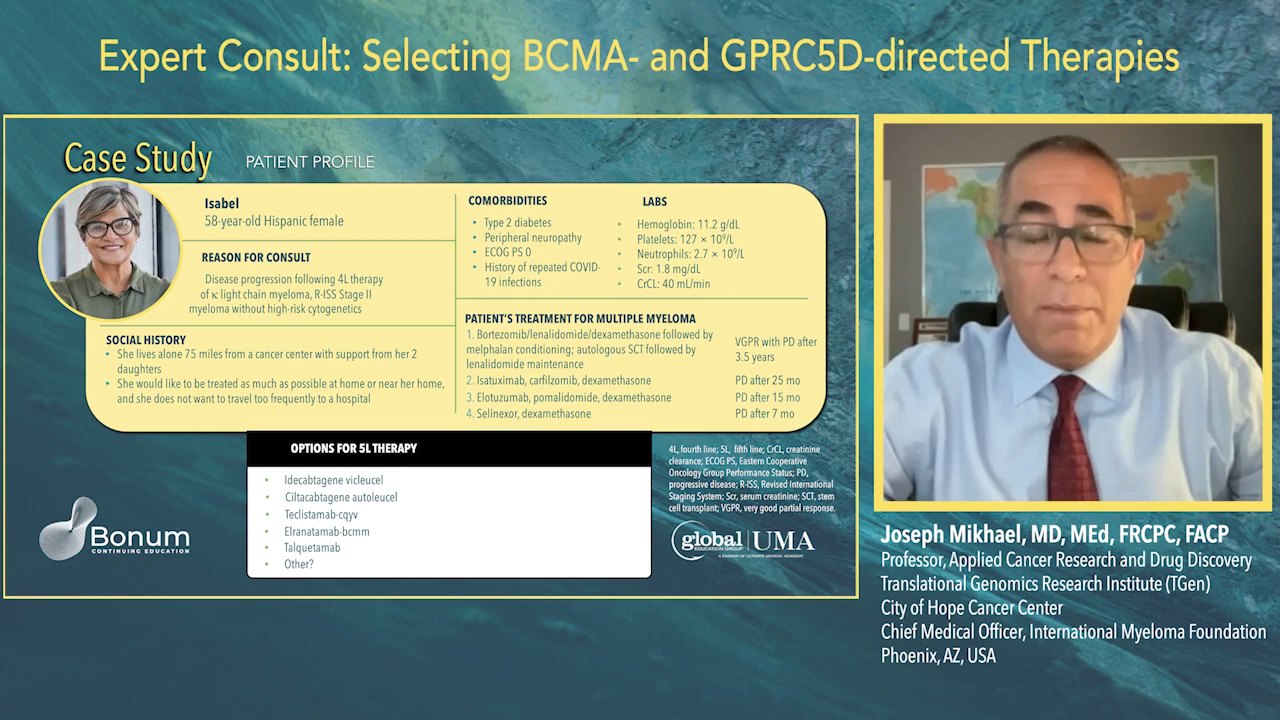 Expert Consult: Selecting BCMA- and GPRC5D-directed Therapies
Case Study
PATIENT PROFILE
Isabel
58-year-old Hispanic female
REASON FOR CONSULT
Disease progression following 4L therapy
of κ light chain myeloma, R-ISS Stage II
myeloma without high-risk cytogenetics
SOCIAL HISTORY
• She lives alone 75 miles from a cancer center with support from her 2
daughters
• She would like to be treated as much as possible at home or near her home,
and she does not want to travel too frequently to a hospital
COMORBIDITIES
• Type 2 diabetes
• Peripheral neuropathy
• ECOG PS 0
• History of repeated COVID-
19 infections
LABS
• Hemoglobin: 11.2 g/dL
• Platelets: 127 × 10⁹/L
• Neutrophils: 2.7 × 10⁹/L
• Scr: 1.8 mg/dL
• CrCL: 40 mL/min
PATIENT'S TREATMENT FOR MULTIPLE MYELOMA
1. Bortezomib/lenalidomide/dexamethasone followed by
melphalan conditioning; autologous SCT followed by
lenalidomide maintenance
VGPR with PD after
3.5 years
2. Isatuximab, carfilzomib, dexamethasone PD after 25 mo
3. Elotuzumab, pomalidomide, dexamethasone PD after 15 mo
4. Selinexor, dexamethasone PD after 7 mo
OPTIONS FOR 5L THERAPY
• Idecabtagene vicleucel
• Ciltacabtagene autoleucel
• Teclistamab-cqyv
• Elranatamab-bcmm
• Talquetamab
• Other?
4L, fourth line; 5L, fifth line; CrCL, creatinine
clearance; ECOG PS, Eastern Cooperative
Oncology Group Performance Status; PD,
progressive disease; R-ISS, Revised International
Staging System; Scr, serum creatinine; SCT, stem
cell transplant; VGPR, very good partial response.
Bonum
CONTINUING EDUCATION
global
EDUCATION GROUP
UMA
A DIVISION OF ULTIMATE MEDICAL ACADEMY
Joseph Mikhael, MD, MEd, FRCPC, FACP
Professor, Applied Cancer Research and Drug Discovery
Translational Genomics Research Institute (TGen)
City of Hope Cancer Center
Chief Medical Officer, International Myeloma Foundation
Phoenix, AZ, USA